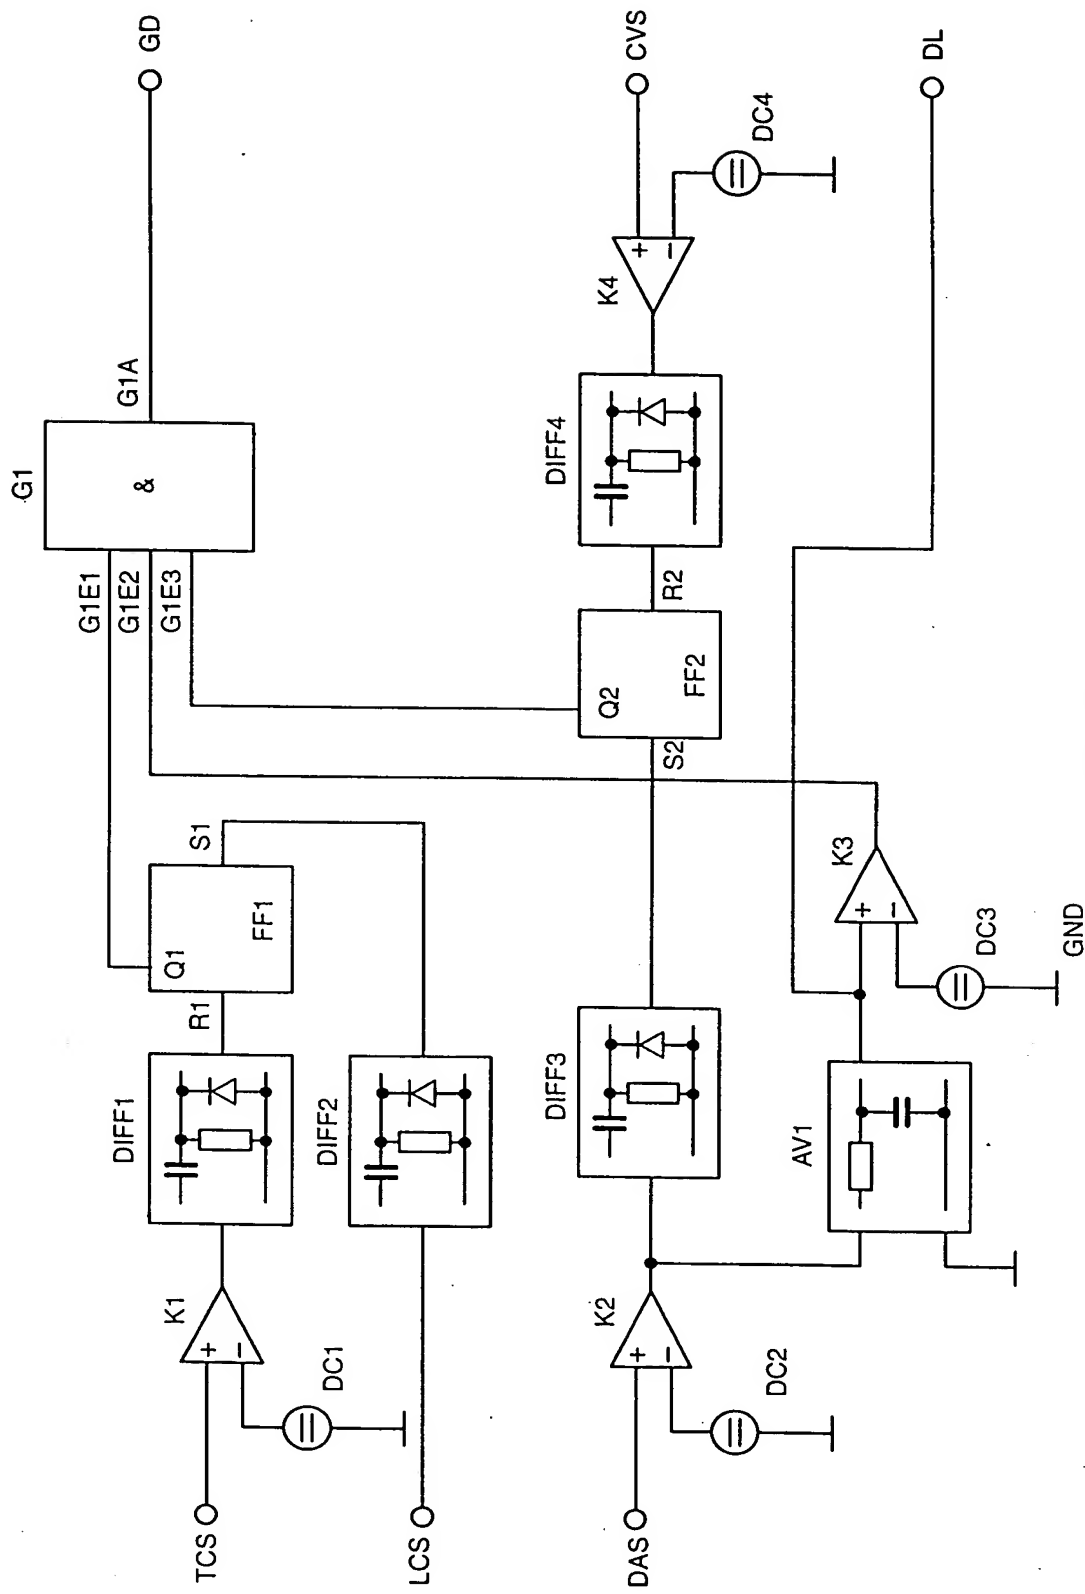 TCS
K1
+
−
DC1
DIFF1
R1
Q1
FF1
S1
LCS
DIFF2
G1E1
G1E2
G1E3
G1
&
G1A
GD
DAS
K2
+
−
DC2
DIFF3
S2
Q2
FF2
R2
DIFF4
K4
+
−
DC4
CVS
AV1
K3
+
−
DC3
GND
DL